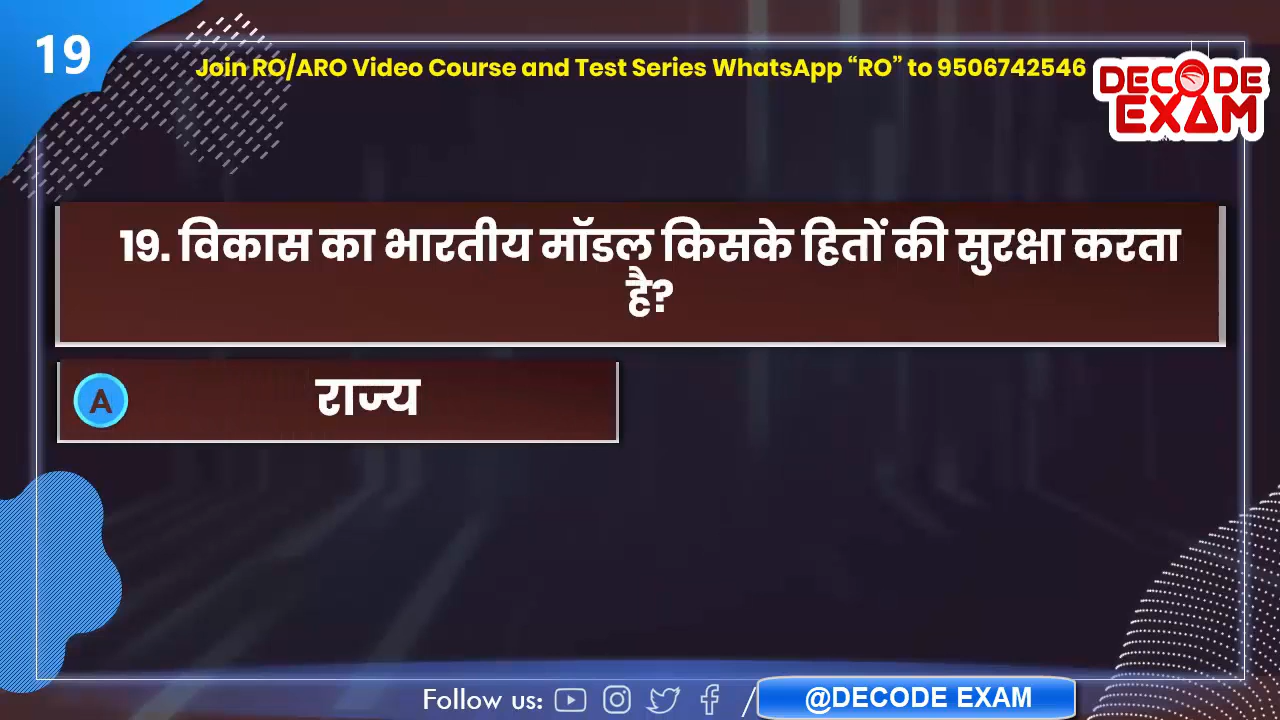 19
Join RO/ARO Video Course and Test Series WhatsApp “RO” to 9506742546
DECODE
EXAM
19. विकास का भारतीय मॉडल किसके हितों की सुरक्षा करता
है?
A राज्य
Follow us: / @DECODE EXAM